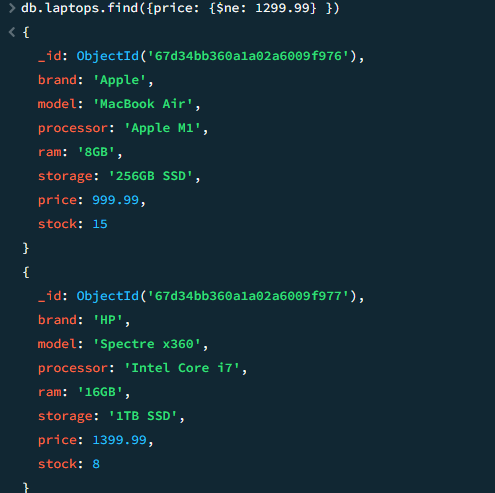 > db.laptops.find({price: {$ne: 1299.99} })
< {
_id: ObjectId('67d34bb360a1a02a6009f976'),
brand: 'Apple',
model: 'MacBook Air',
processor: 'Apple M1',
ram: '8GB',
storage: '256GB SSD',
price: 999.99,
stock: 15
}
{
_id: ObjectId('67d34bb360a1a02a6009f977'),
brand: 'HP',
model: 'Spectre x360',
processor: 'Intel Core i7',
ram: '16GB',
storage: '1TB SSD',
price: 1399.99,
stock: 8
}